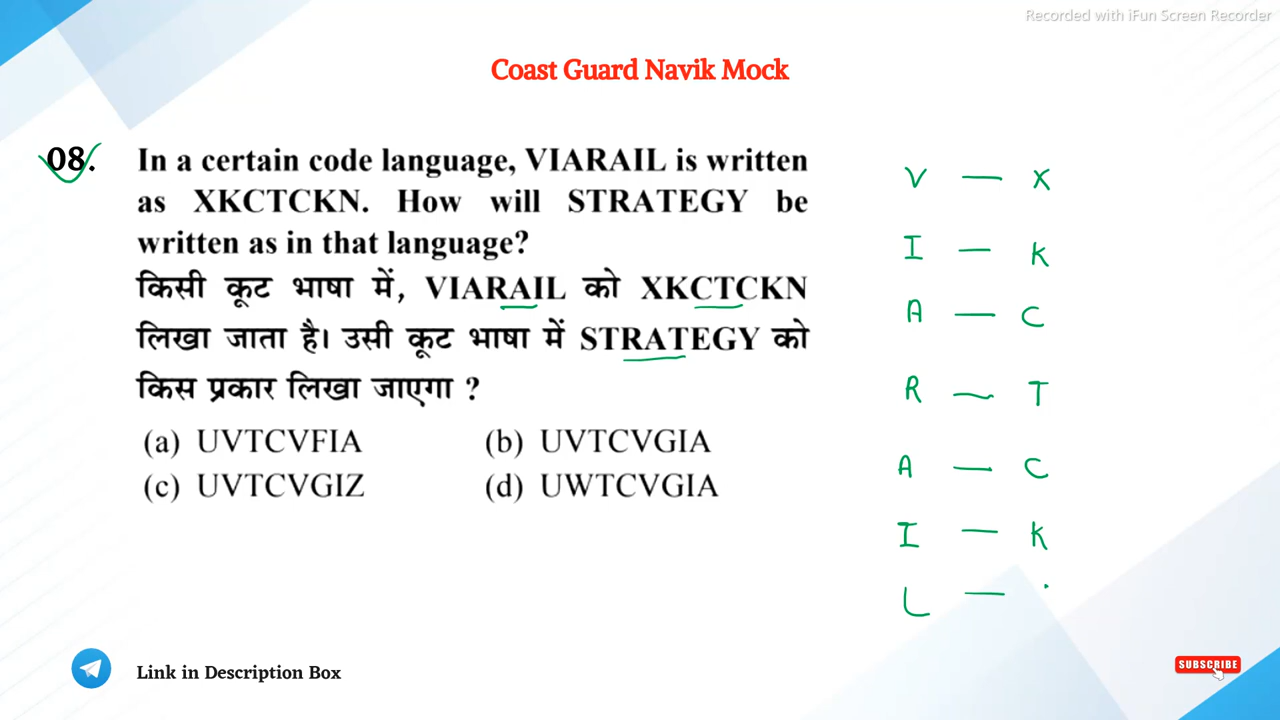 Recorded with iFun Screen Recorder
Coast Guard Navik Mock
08. In a certain code language, VIARAIL is written
as XKCTCKN. How will STRATEGY be
written as in that language?
किसी कूट भाषा में, VIARAIL को XKCTCKN
लिखा जाता है। उसी कूट भाषा में STRATEGY को
किस प्रकार लिखा जाएगा ?
(a) UVTCVFIA (b) UVTCVGIA
(c) UVTCVGIZ (d) UWTCVGIA
V — X
I — K
A — C
R — T
A — C
I — K
L —
Link in Description Box
SUBSCRIBE